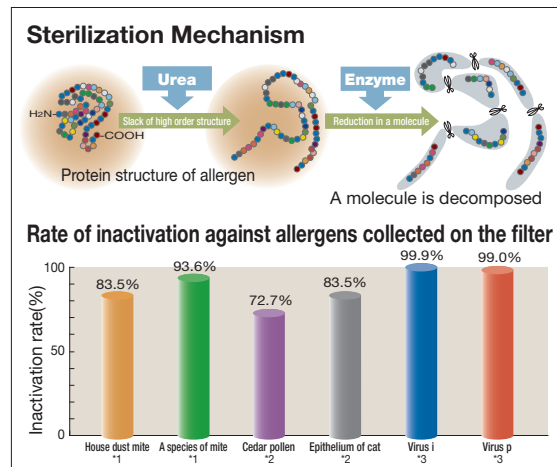 Sterilization Mechanism
Urea
Enzyme
H2N
COOH
Slack of high order structure
Reduction in a molecule
Protein structure of allergen
A molecule is decomposed
Rate of inactivation against allergens collected on the filter
Inactivation rate(%)
100
50
0
83.5%
93.6%
72.7%
83.5%
99.9%
99.0%
House dust mite
*1
A species of mite
*1
Cedar pollen
*2
Epithelium of cat
*2
Virus i
*3
Virus p
*3